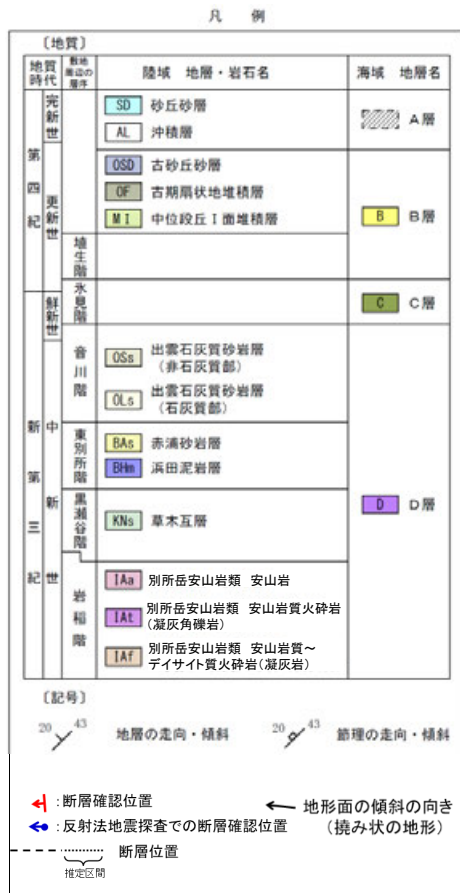 凡 例
〔地質〕
地質時代 敷地周辺の層序 陸域 地層・岩石名 海域 地層名
第四紀
完新世
SD 砂丘砂層
AL 沖積層
A層
更新世
OSD 古砂丘砂層
OF 古期扇状地堆積層
MⅠ 中位段丘Ⅰ面堆積層
B B層
埴生階
新第三紀
鮮新世
氷見階
C C層
中新世
音川階
OSs 出雲石灰質砂岩層
(非石灰質部)
OLs 出雲石灰質砂岩層
(石灰質部)
東別所階
BAs 赤浦砂岩層
BHm 浜田泥岩層
D D層
黒瀬谷階
KNs 草木互層
岩稲階
IAa 別所岳安山岩類 安山岩
IAt 別所岳安山岩類 安山岩質火砕岩
(凝灰角礫岩)
IAf 別所岳安山岩類 安山岩質～
デイサイト質火砕岩(凝灰岩)
〔記号〕
20 43 地層の走向・傾斜 20 43 節理の走向・傾斜
:断層確認位置
地形面の傾斜の向き
:反射法地震探査での断層確認位置
(撓み状の地形)
断層位置
推定区間